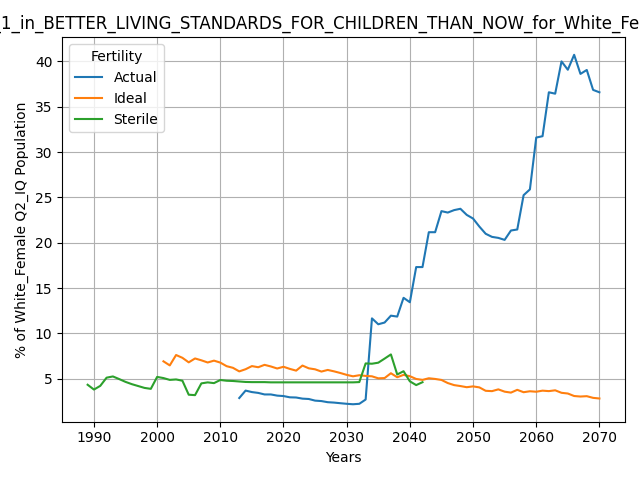 _1_in_BETTER_LIVING_STANDARDS_FOR_CHILDREN_THAN_NOW_for_White_Fe
Fertility
Actual
Ideal
Sterile
% of White_Female Q2_IQ Population
40
35
30
25
20
15
10
5
1990 2000 2010 2020 2030 2040 2050 2060 2070
Years